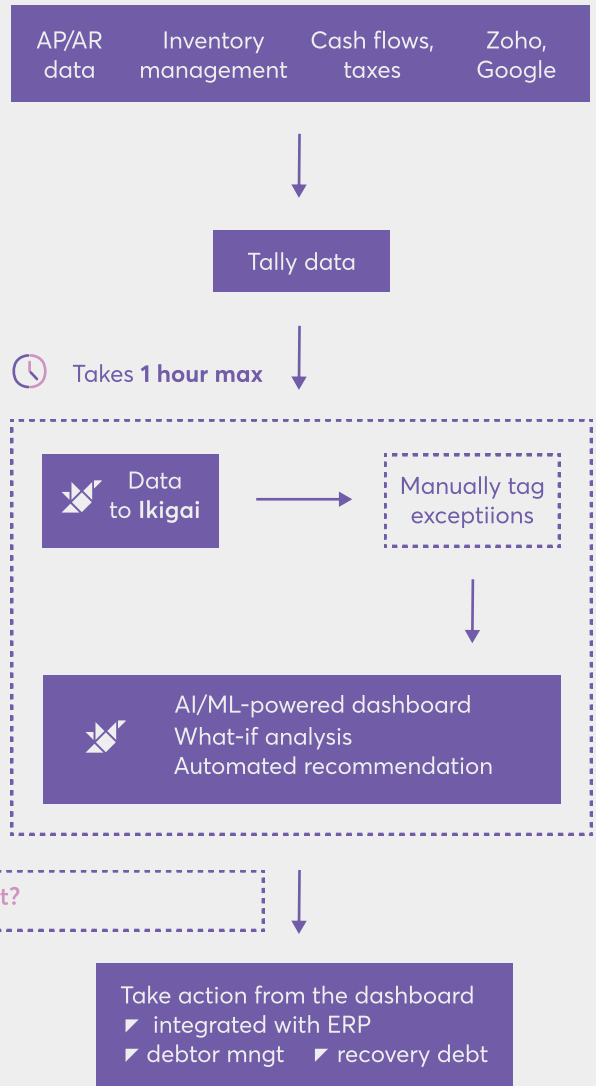 AP/AR data
Inventory management
Cash flows, taxes
Zoho, Google
Tally data
Takes 1 hour max
Data
to Ikigai
Manually tag
exceptiions
AI/ML-powered dashboard
What-if analysis
Automated recommendation
t?
Take action from the dashboard
integrated with ERP
debtor mngt recovery debt